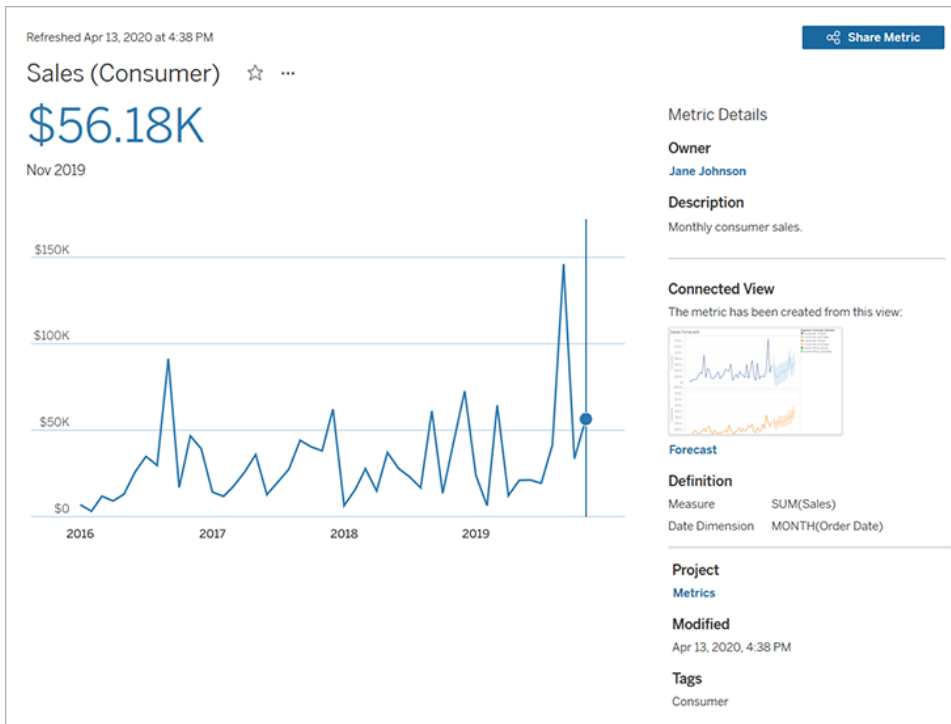 Refreshed Apr 13, 2020 at 4:38 PM
Share Metric
Sales (Consumer)
$56.18K
Nov 2019
$150K
$100K
$50K
$0
2016 2017 2018 2019
Metric Details
Owner
Jane Johnson
Description
Monthly consumer sales.
Connected View
The metric has been created from this view:
Sales Forecast
Forecast
Definition
Measure SUM(Sales)
Date Dimension MONTH(Order Date)
Project
Metrics
Modified
Apr 13, 2020, 4:38 PM
Tags
Consumer